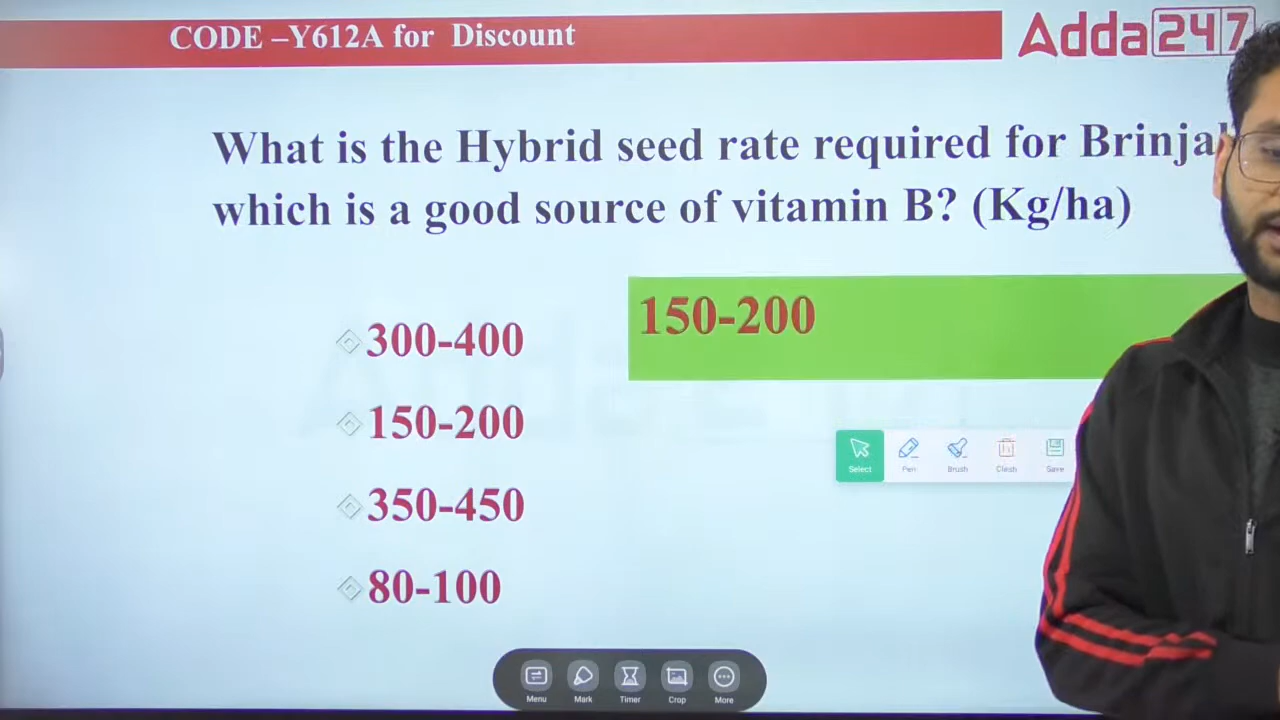 CODE –Y612A for Discount
Adda247
What is the Hybrid seed rate required for Brinjal
which is a good source of vitamin B? (Kg/ha)
150-200
300-400
150-200
350-450
80-100
Select
Pen
Brush
Clash
Save
Menu
Mark
Timer
Crop
More